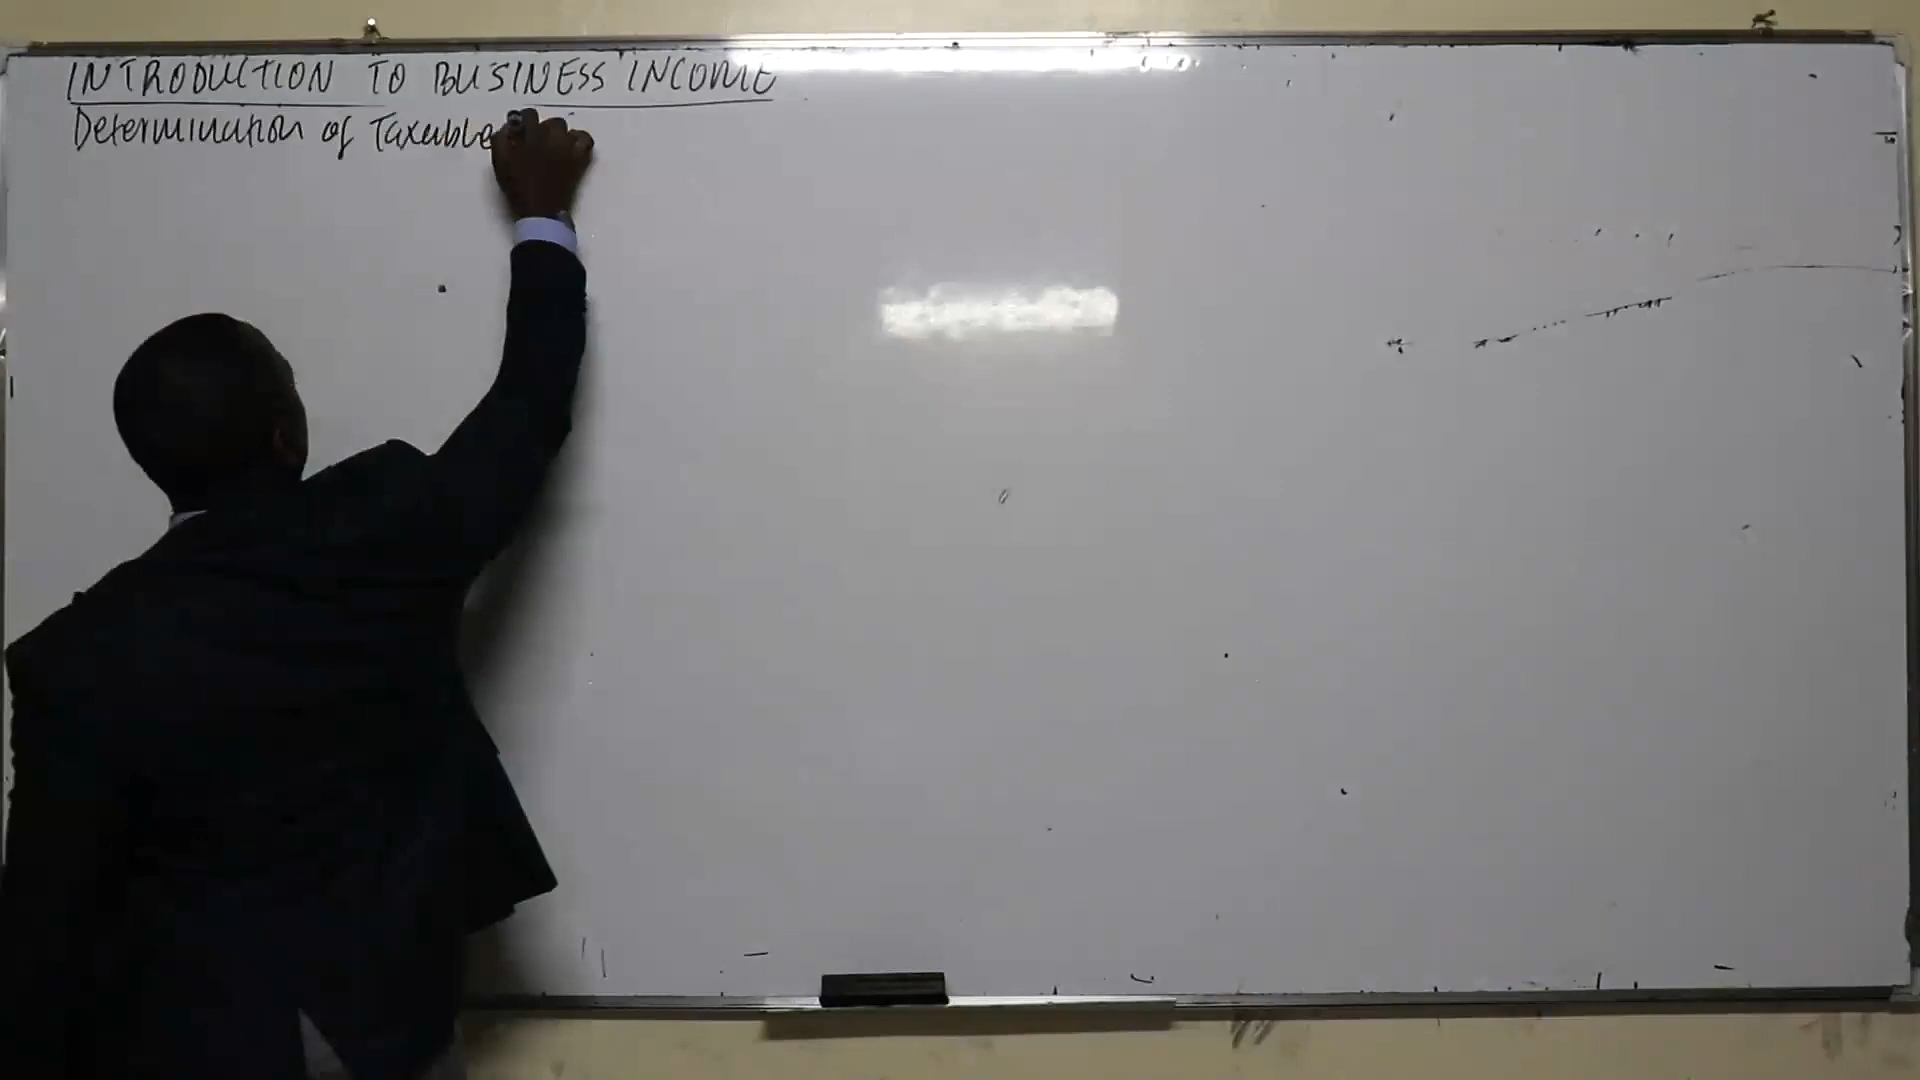 INTRODUCTION TO BUSINESS INCOME
Determination of Taxable